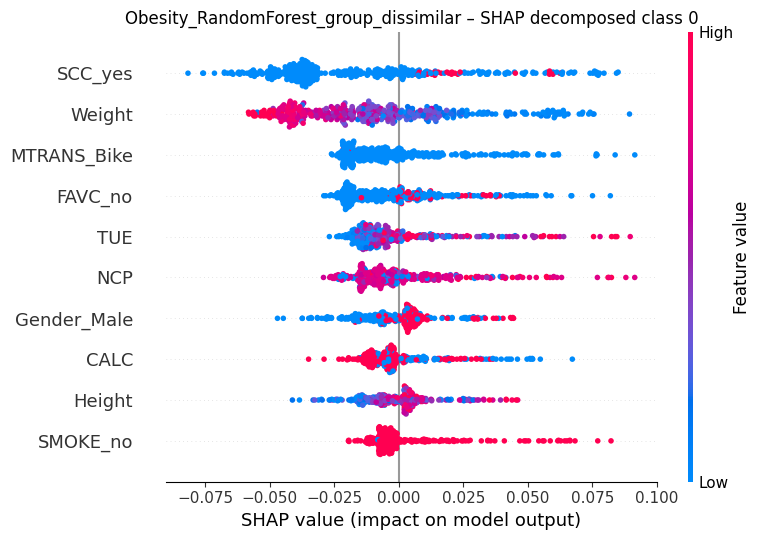 Obesity_RandomForest_group_dissimilar – SHAP decomposed class 0
High
SCC_yes
Weight
MTRANS_Bike
FAVC_no
TUE
NCP
Gender_Male
CALC
Height
SMOKE_no
Feature value
Low
−0.075 −0.050 −0.025 0.000 0.025 0.050 0.075 0.100
SHAP value (impact on model output)